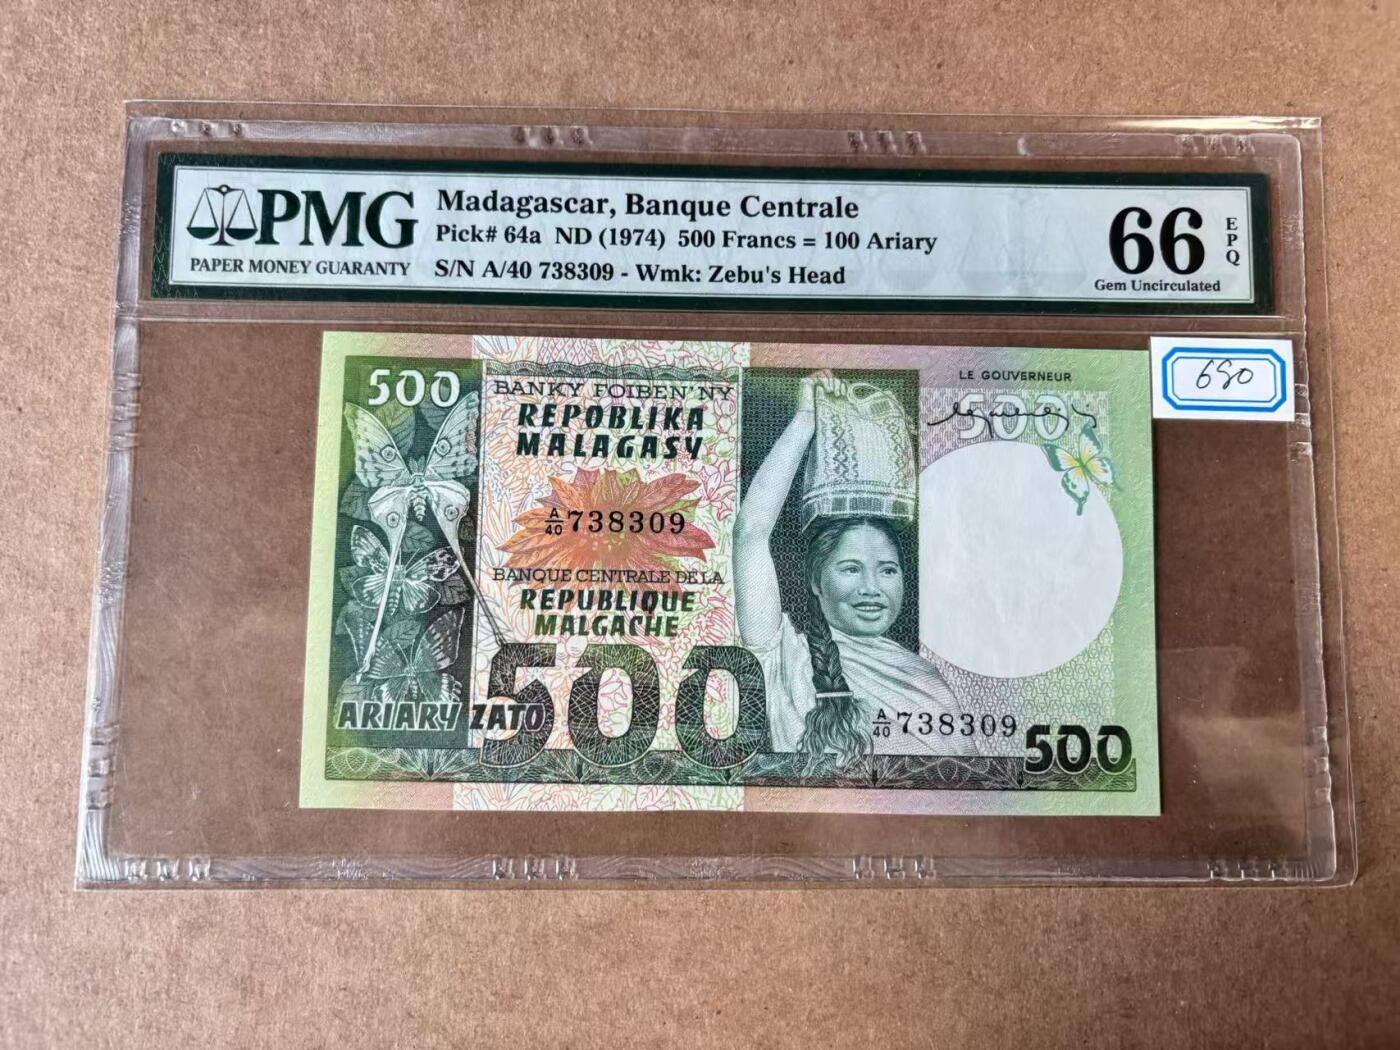 PMG
PAPER MONEY GUARANTY
Madagascar, Banque Centrale
Pick# 64a ND (1974) 500 Francs = 100 Ariary
S/N A/40 738309 - Wmk: Zebu's Head
66
EPQ
Gem Uncirculated
680
500
BANKY FOIBEN'NY
REPOBLIKA
MALAGASY
A/40 738309
BANQUE CENTRALE DE LA
REPUBLIQUE
MALGACHE
500
ARIARY ZATO
LE GOUVERNEUR
500
A/40 738309
500